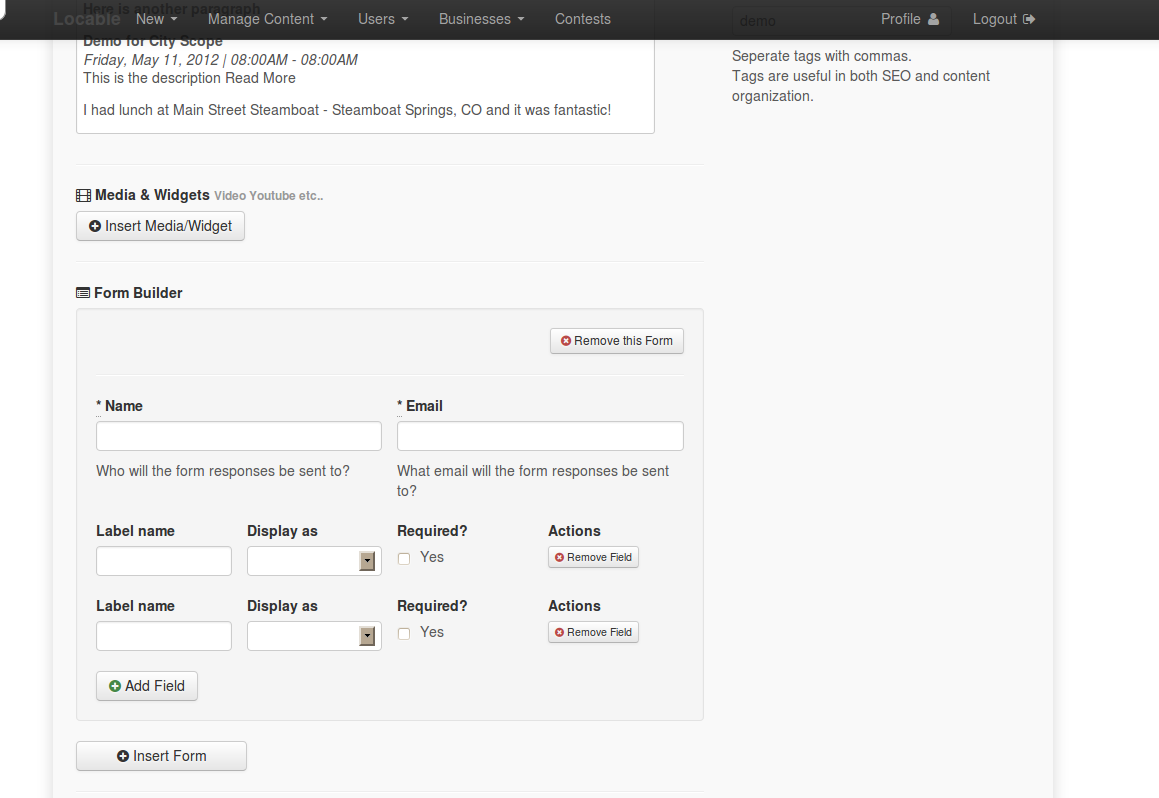 Here is another paragraph
Locable New Manage Content Users Businesses Contests demo Profile Logout
Demo for City Scope
Friday, May 11, 2012 | 08:00AM - 08:00AM
This is the description Read More
I had lunch at Main Street Steamboat - Steamboat Springs, CO and it was fantastic!
Seperate tags with commas.
Tags are useful in both SEO and content
organization.
Media & Widgets Video Youtube etc..
Insert Media/Widget
Form Builder
Remove this Form
* Name * Email
Who will the form responses be sent to?
What email will the form responses be sent
to?
Label name Display as Required? Actions
Yes Remove Field
Label name Display as Required? Actions
Yes Remove Field
Add Field
Insert Form